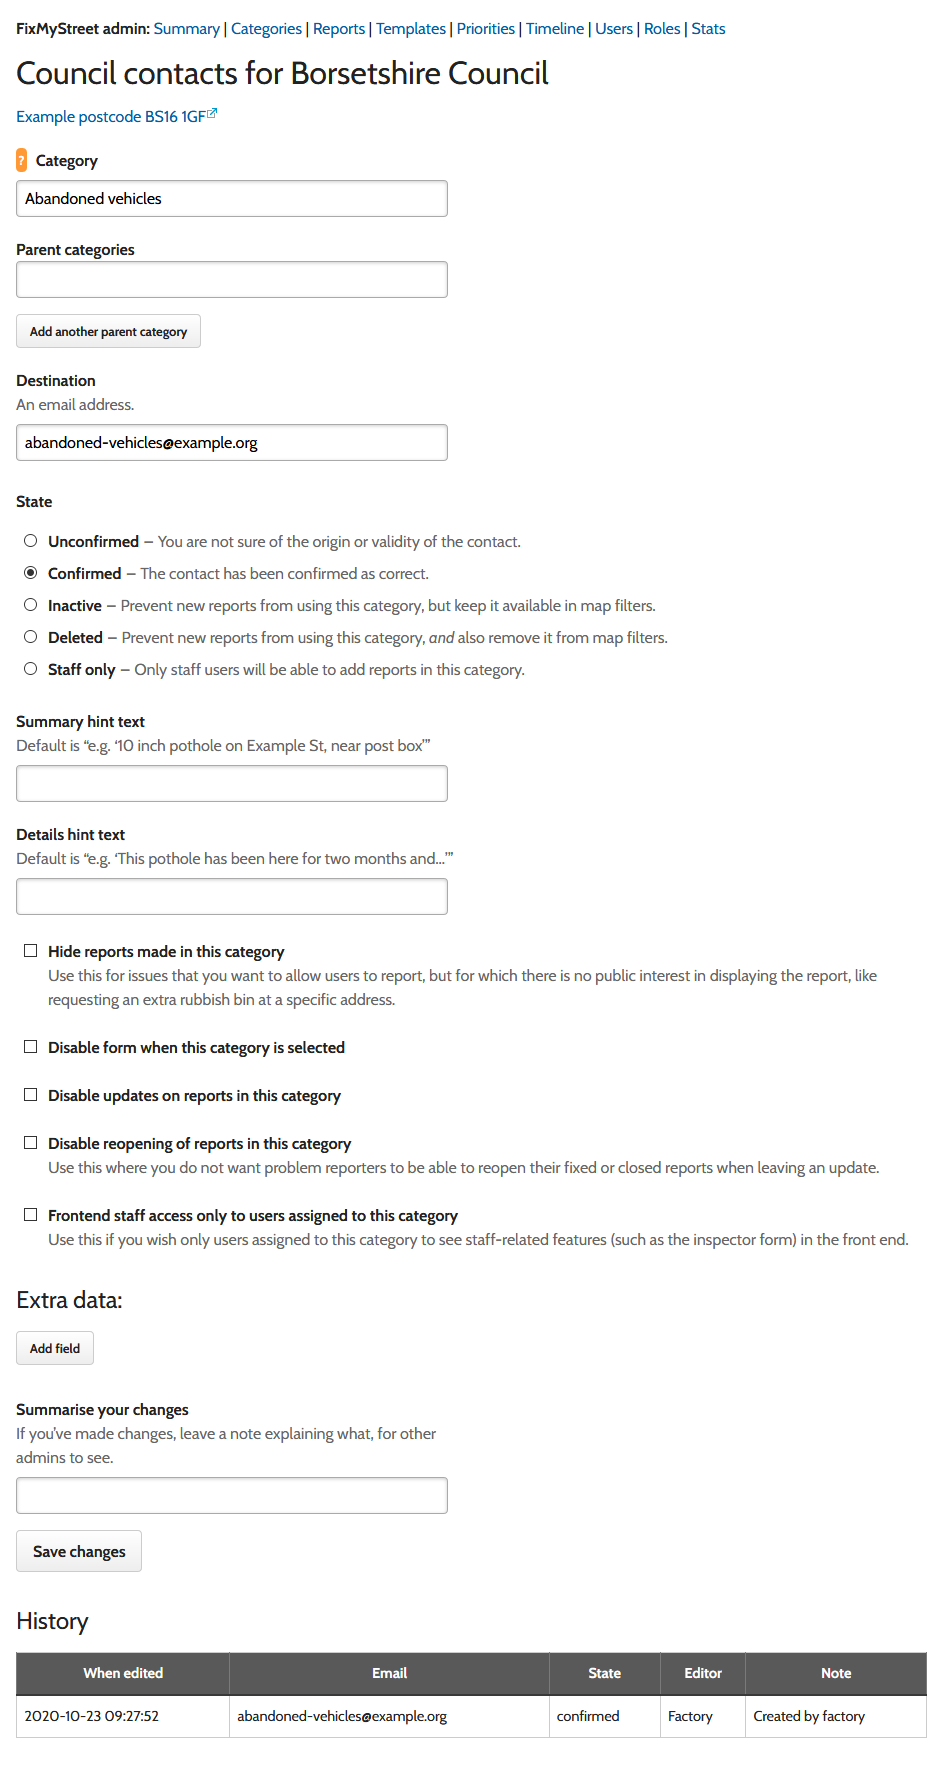 FixMyStreet admin: Summary | Categories | Reports | Templates | Priorities | Timeline | Users | Roles | Stats
Council contacts for Borsetshire Council
Example postcode BS16 1GF
? Category
Abandoned vehicles
Parent categories
Add another parent category
Destination
An email address.
abandoned-vehicles@example.org
State
Unconfirmed – You are not sure of the origin or validity of the contact.
Confirmed – The contact has been confirmed as correct.
Inactive – Prevent new reports from using this category, but keep it available in map filters.
Deleted – Prevent new reports from using this category, and also remove it from map filters.
Staff only – Only staff users will be able to add reports in this category.
Summary hint text
Default is “e.g. ‘10 inch pothole on Example St, near post box’”
Details hint text
Default is “e.g. ‘This pothole has been here for two months and…’”
Hide reports made in this category
Use this for issues that you want to allow users to report, but for which there is no public interest in displaying the report, like
requesting an extra rubbish bin at a specific address.
Disable form when this category is selected
Disable updates on reports in this category
Disable reopening of reports in this category
Use this where you do not want problem reporters to be able to reopen their fixed or closed reports when leaving an update.
Frontend staff access only to users assigned to this category
Use this if you wish only users assigned to this category to see staff-related features (such as the inspector form) in the front end.
Extra data:
Add field
Summarise your changes
If you’ve made changes, leave a note explaining what, for other
admins to see.
Save changes
History
When edited Email State Editor Note
2020-10-23 09:27:52 abandoned-vehicles@example.org confirmed Factory Created by factory